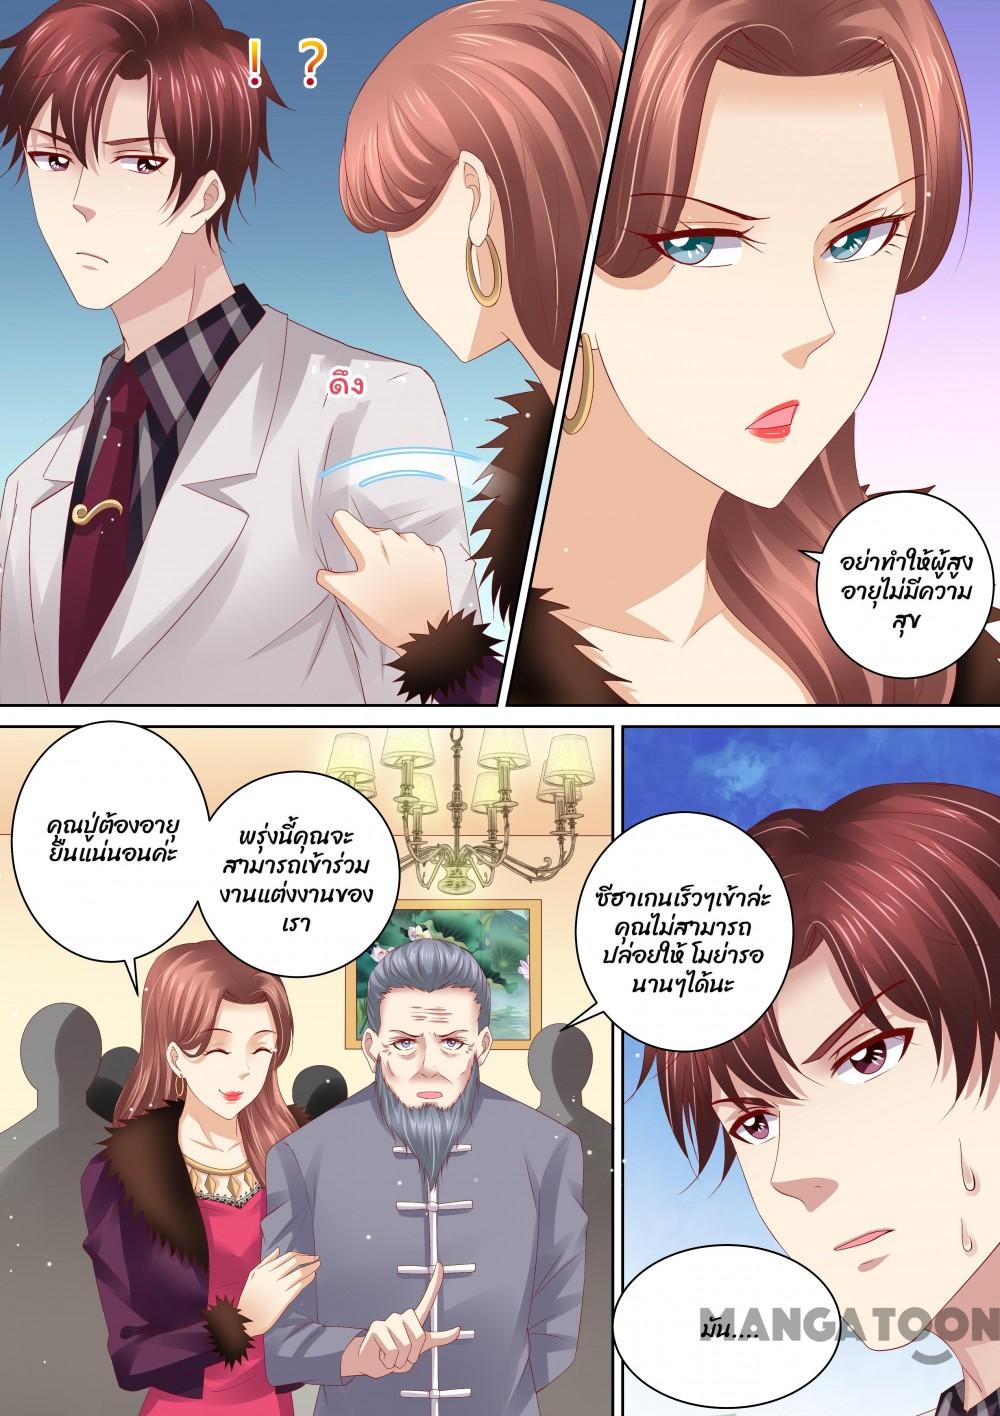 ! ?
ดึง
อย่าทำให้ผู้สูง
อายุไม่มีความ
สุข
คุณปู่ต้องอายุ
ยืนแน่นอนค่ะ
พรุ่งนี้คุณจะ
สามารถเข้าร่วม
งานแต่งงานของ
เรา
ซีฮาเกนเร็วๆเข้าล่ะ
คุณไม่สามารถ
ปล่อยให้ โมย่ารอ
นานๆได้นะ
มัน....
MANGATOON